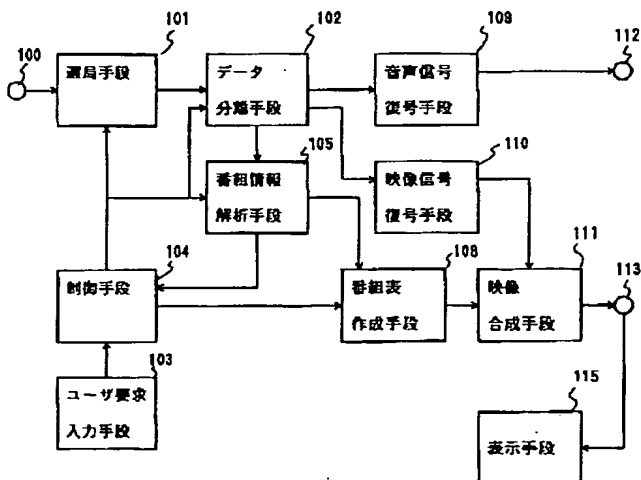 100
101
選局手段
102
データ
分離手段
109
音声信号
復号手段
112
105
番組情報
解析手段
110
映像信号
復号手段
104
制御手段
108
番組表
作成手段
111
映像
合成手段
113
103
ユーザ要求
入力手段
115
表示手段